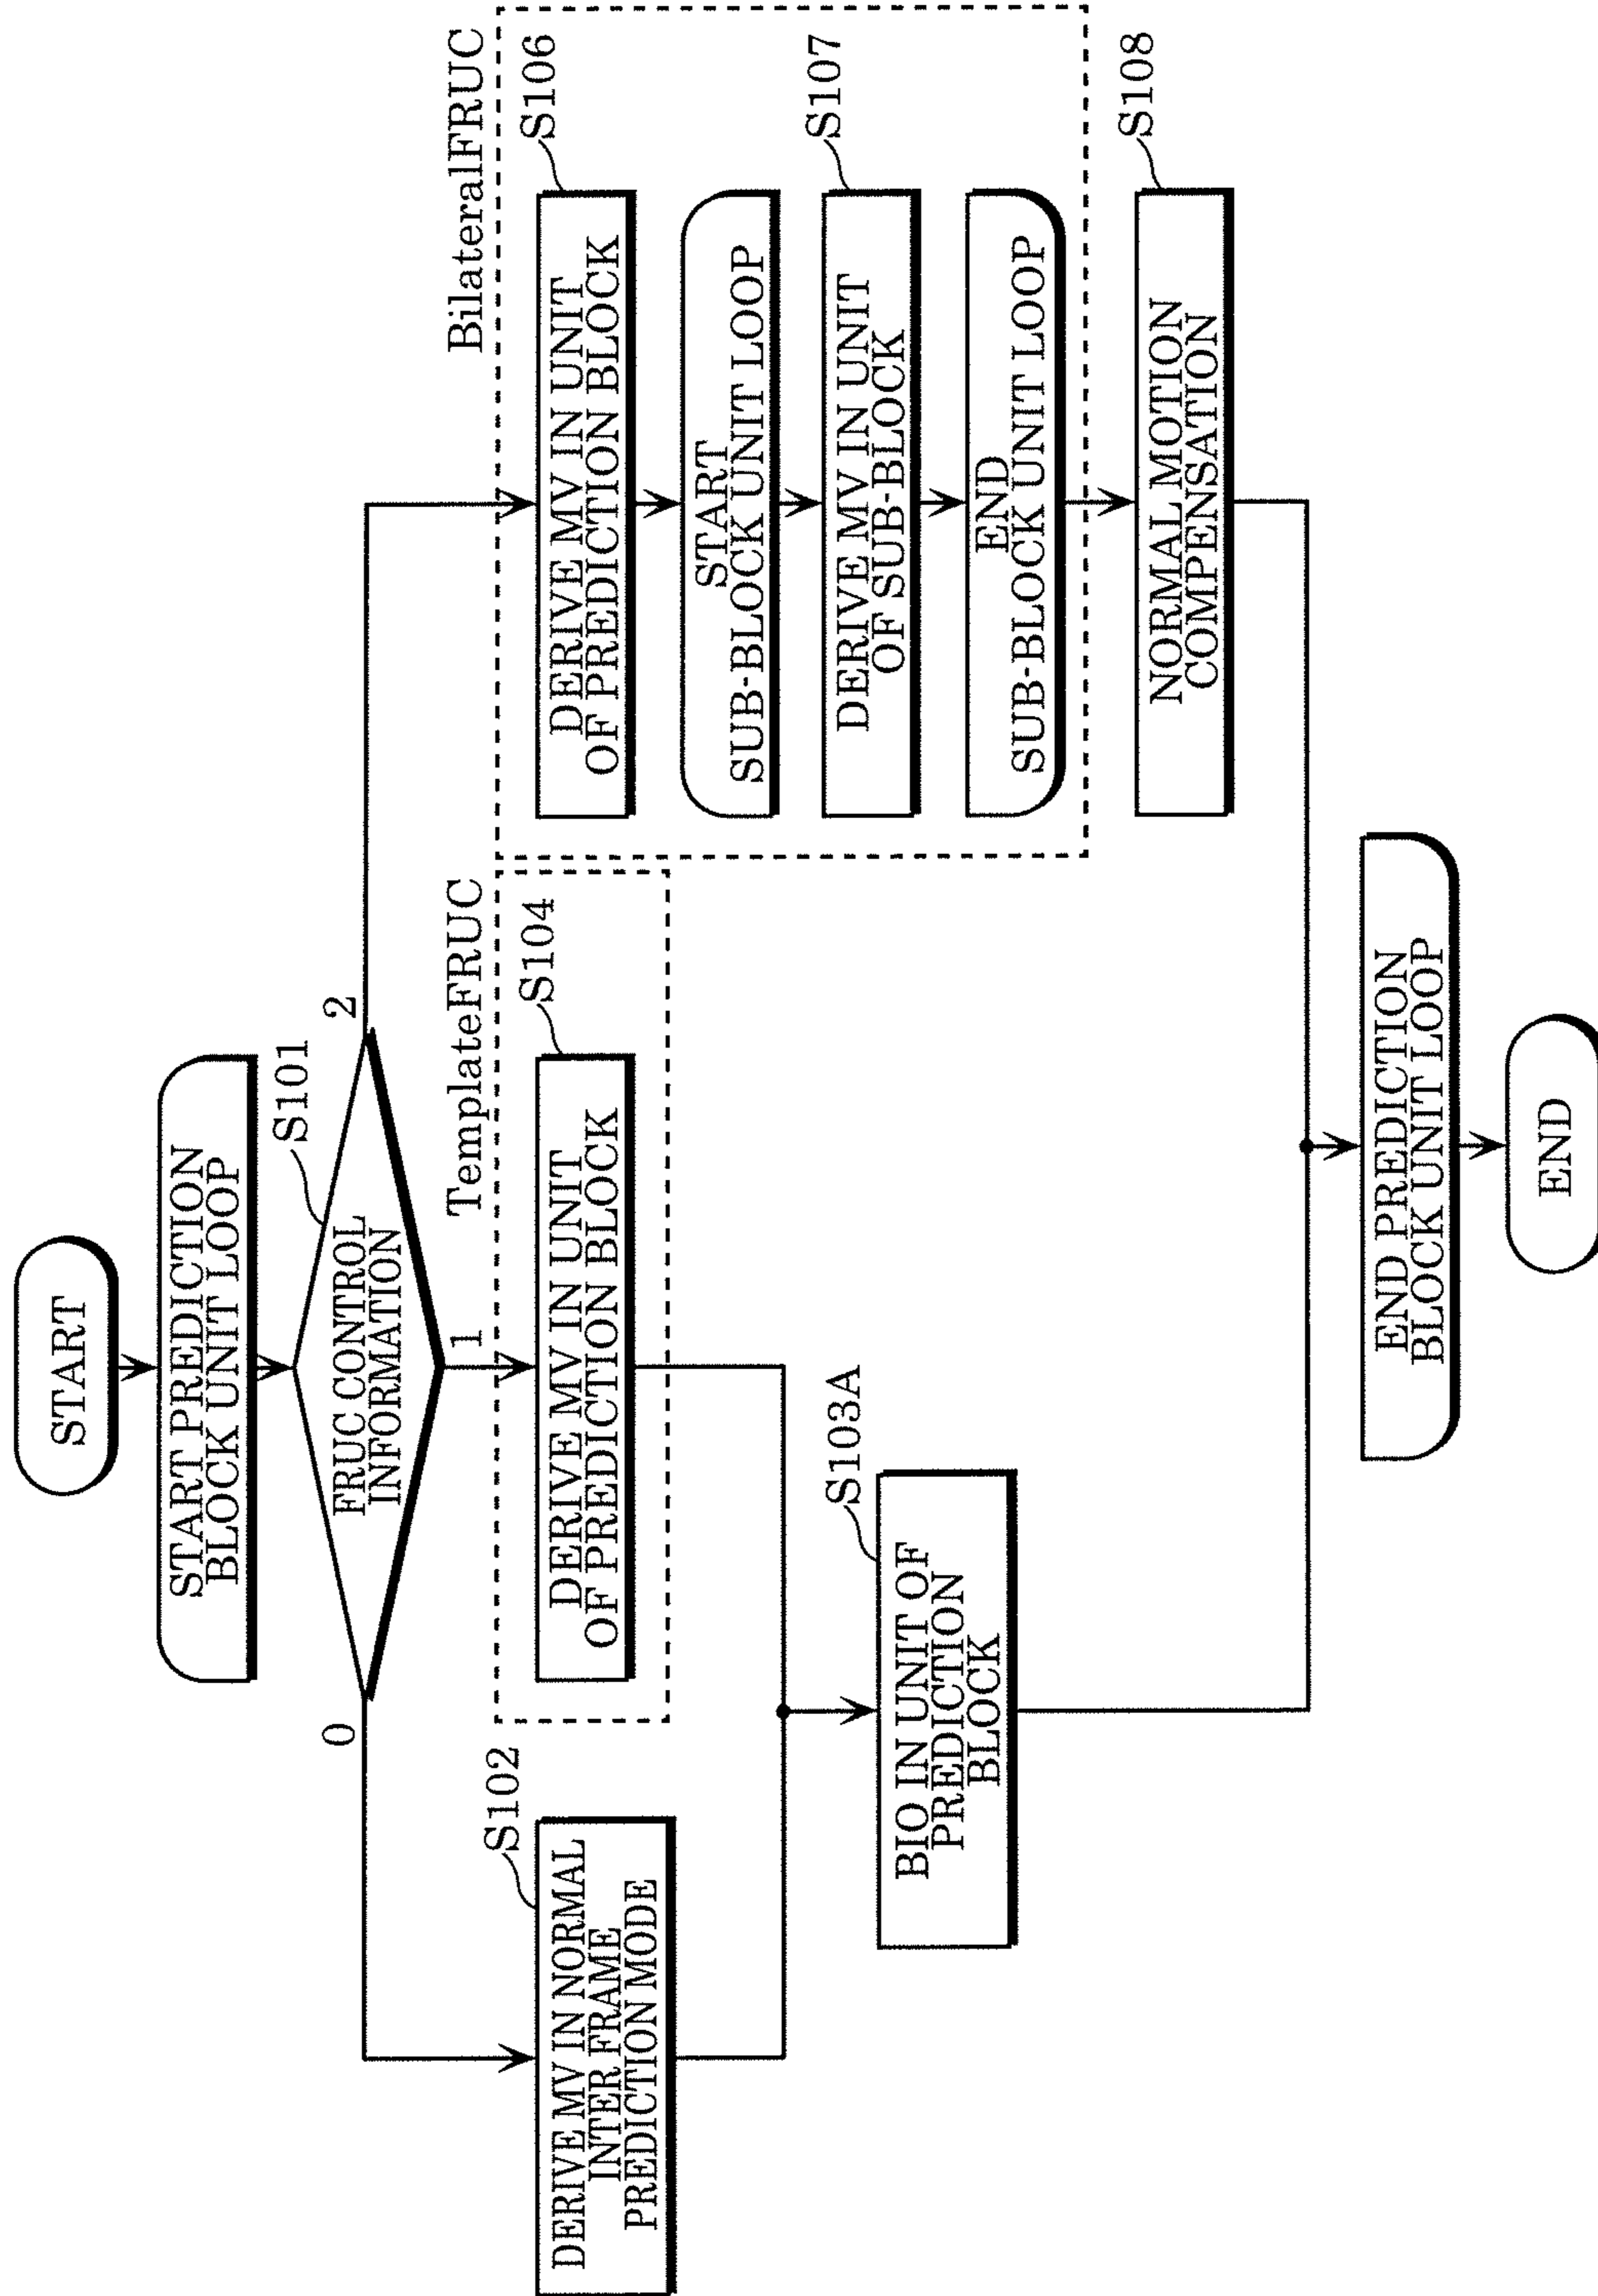 START
START PREDICTION
BLOCK UNIT LOOP
S101
FRUC CONTROL
INFORMATION
0
1
2
S102
DERIVE MV IN NORMAL
INTER FRAME
PREDICTION MODE
TemplateFRUC
S104
DERIVE MV IN UNIT
OF PREDICTION BLOCK
BilateralFRUC
S106
DERIVE MV IN UNIT
OF PREDICTION BLOCK
START
SUB-BLOCK UNIT LOOP
S107
DERIVE MV IN UNIT
OF SUB-BLOCK
END
SUB-BLOCK UNIT LOOP
S103A
BIO IN UNIT OF
PREDICTION
BLOCK
S108
NORMAL MOTION
COMPENSATION
END PREDICTION
BLOCK UNIT LOOP
END